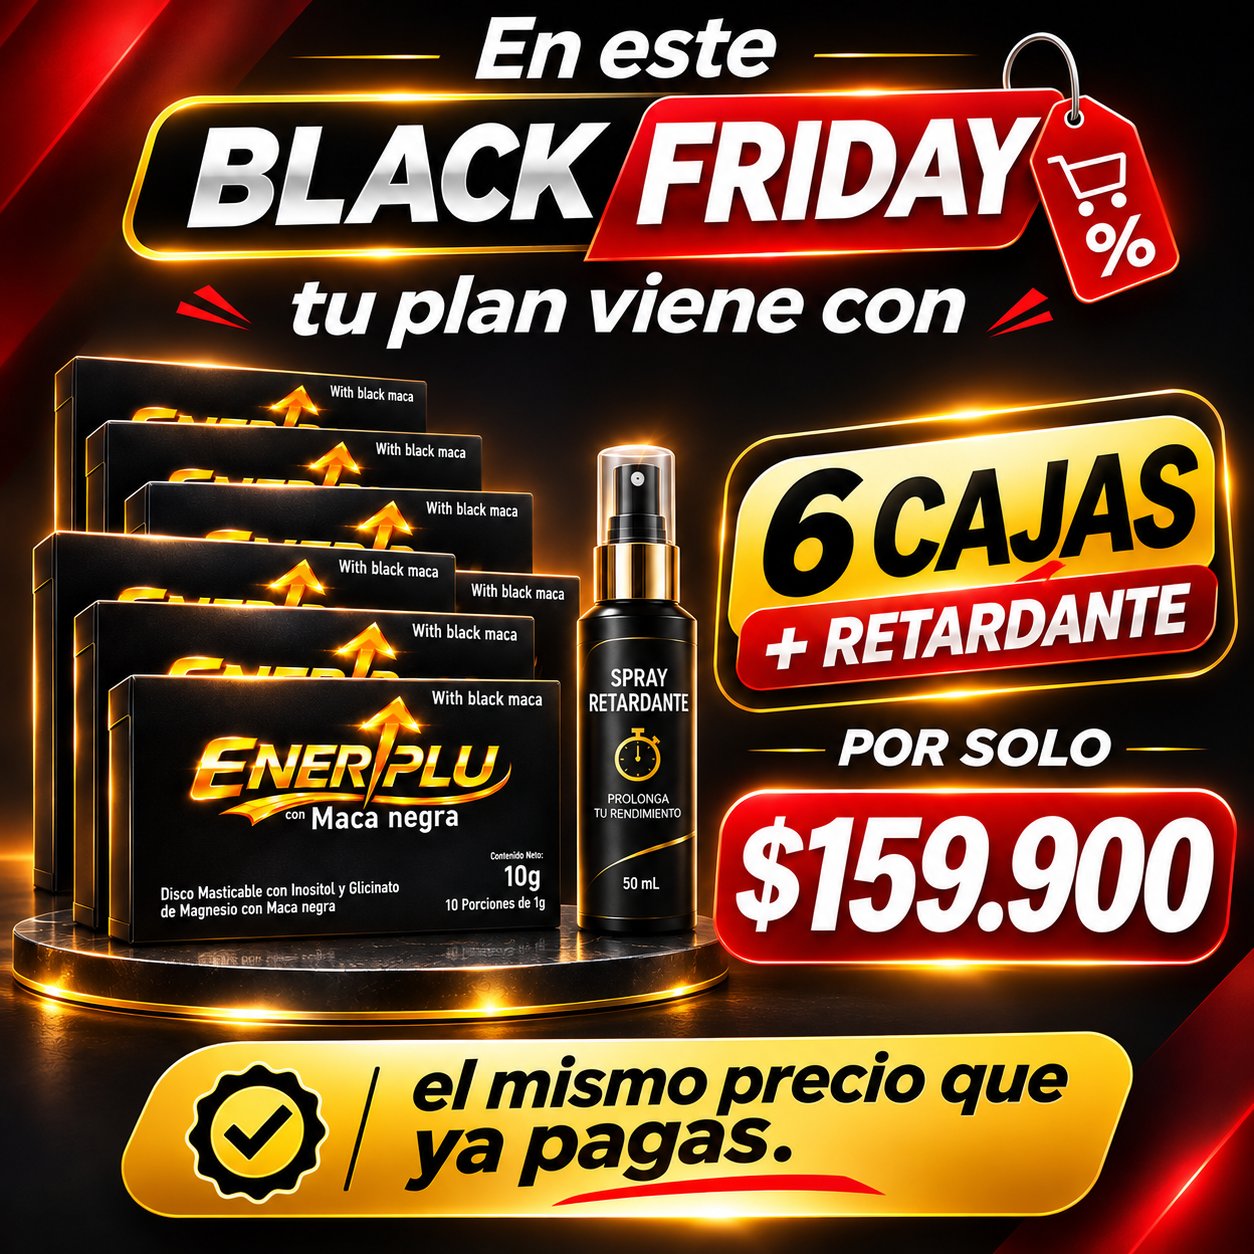 En este
BLACK FRIDAY
%
tu plan viene con
With black maca
With black maca
With black maca
With black maca
With black maca
With black maca
With black maca
ENERPLU
con Maca negra
Contenido Neto:
10g
10 Porciones de 1g
Disco Masticable con Inositol y Glicinato
de Magnesio con Maca negra
SPRAY
RETARDANTE
PROLONGA
TU RENDIMIENTO
50 mL
6 CAJAS
+ RETARDANTE
POR SOLO
$159.900
el mismo precio que
ya pagas.